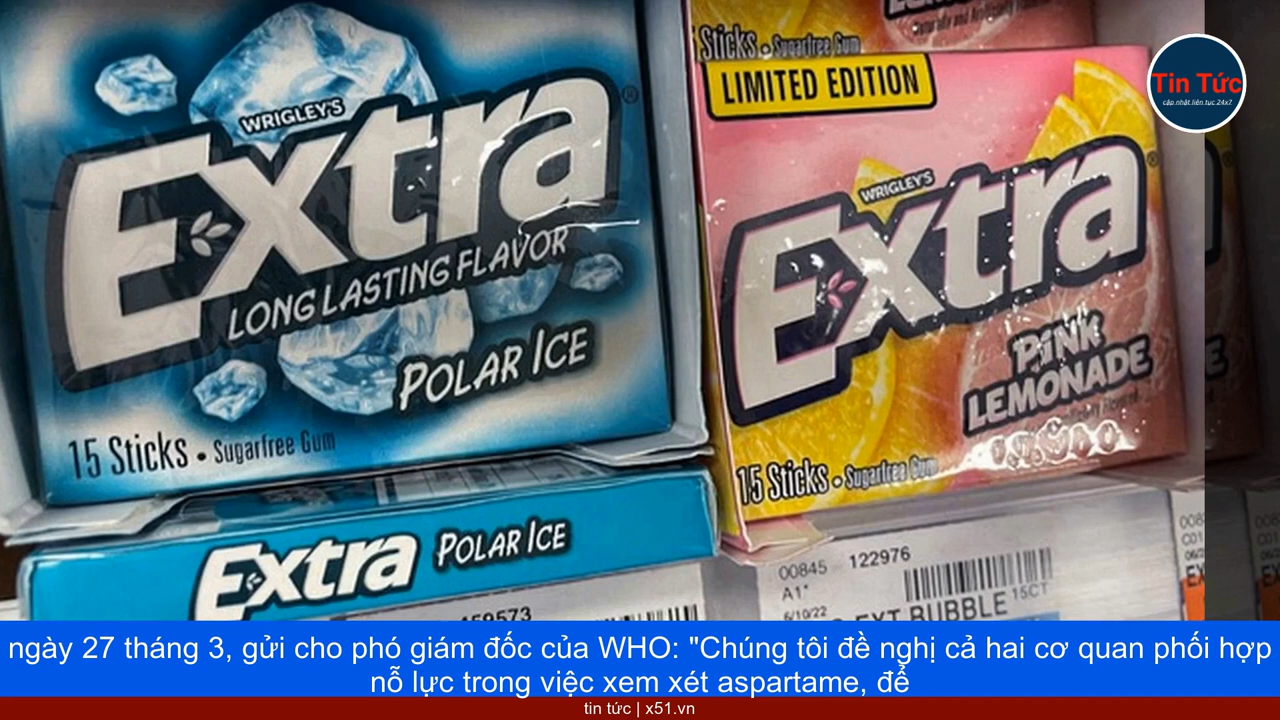 WRIGLEY'S
Extra®
LONG LASTING FLAVOR
POLAR ICE
15 Sticks • Sugarfree Gum
Extra POLAR ICE
Sticks • Sugarfree Gum
LIMITED EDITION
WRIGLEY'S
Extra®
PINK
LEMONADE
15 Sticks • Sugarfree Gum
00845 122976
A1*
5/10/22
EXT BUBBLE 15CT
Tin Tức
cập nhật liên tục 24x7
ngày 27 tháng 3, gửi cho phó giám đốc của WHO: "Chúng tôi đề nghị cả hai cơ quan phối hợp
nỗ lực trong việc xem xét aspartame, để
tin tức | x51.vn